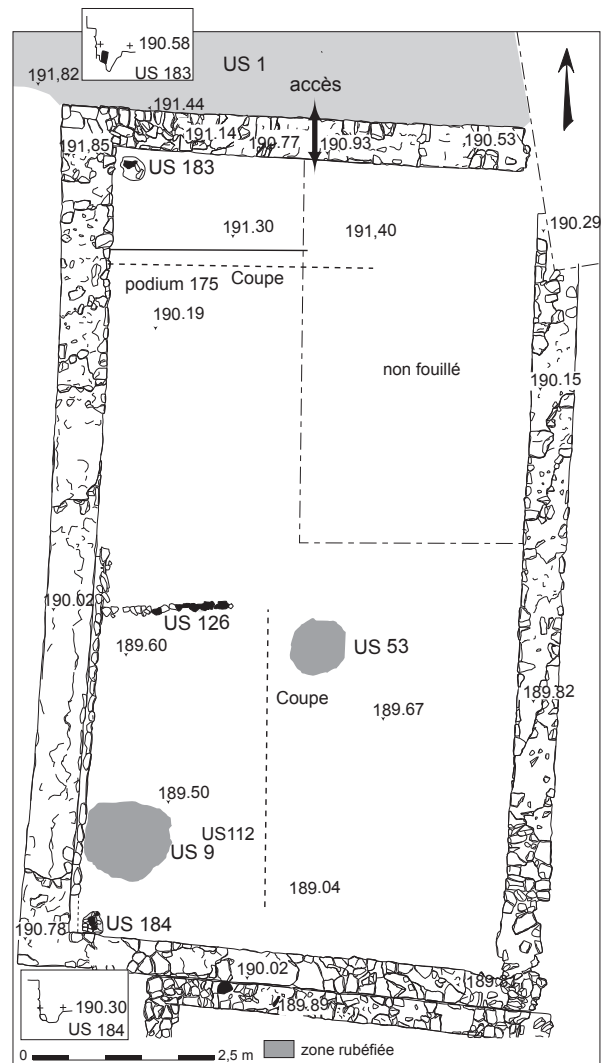 190.58
US 183
US 1
191,82
accès
191.44
191.14
190.77
190.93
190.53
191,85
US 183
190.29
191.30
191,40
Coupe
podium 175
190.19
non fouillé
190.15
190.02
US 126
189.60
US 53
Coupe
189.82
189.67
189.50
US112
US 9
189.04
US 184
190.78
190.02
189.89
190.30
US 184
0
2,5 m
zone rubéfiée